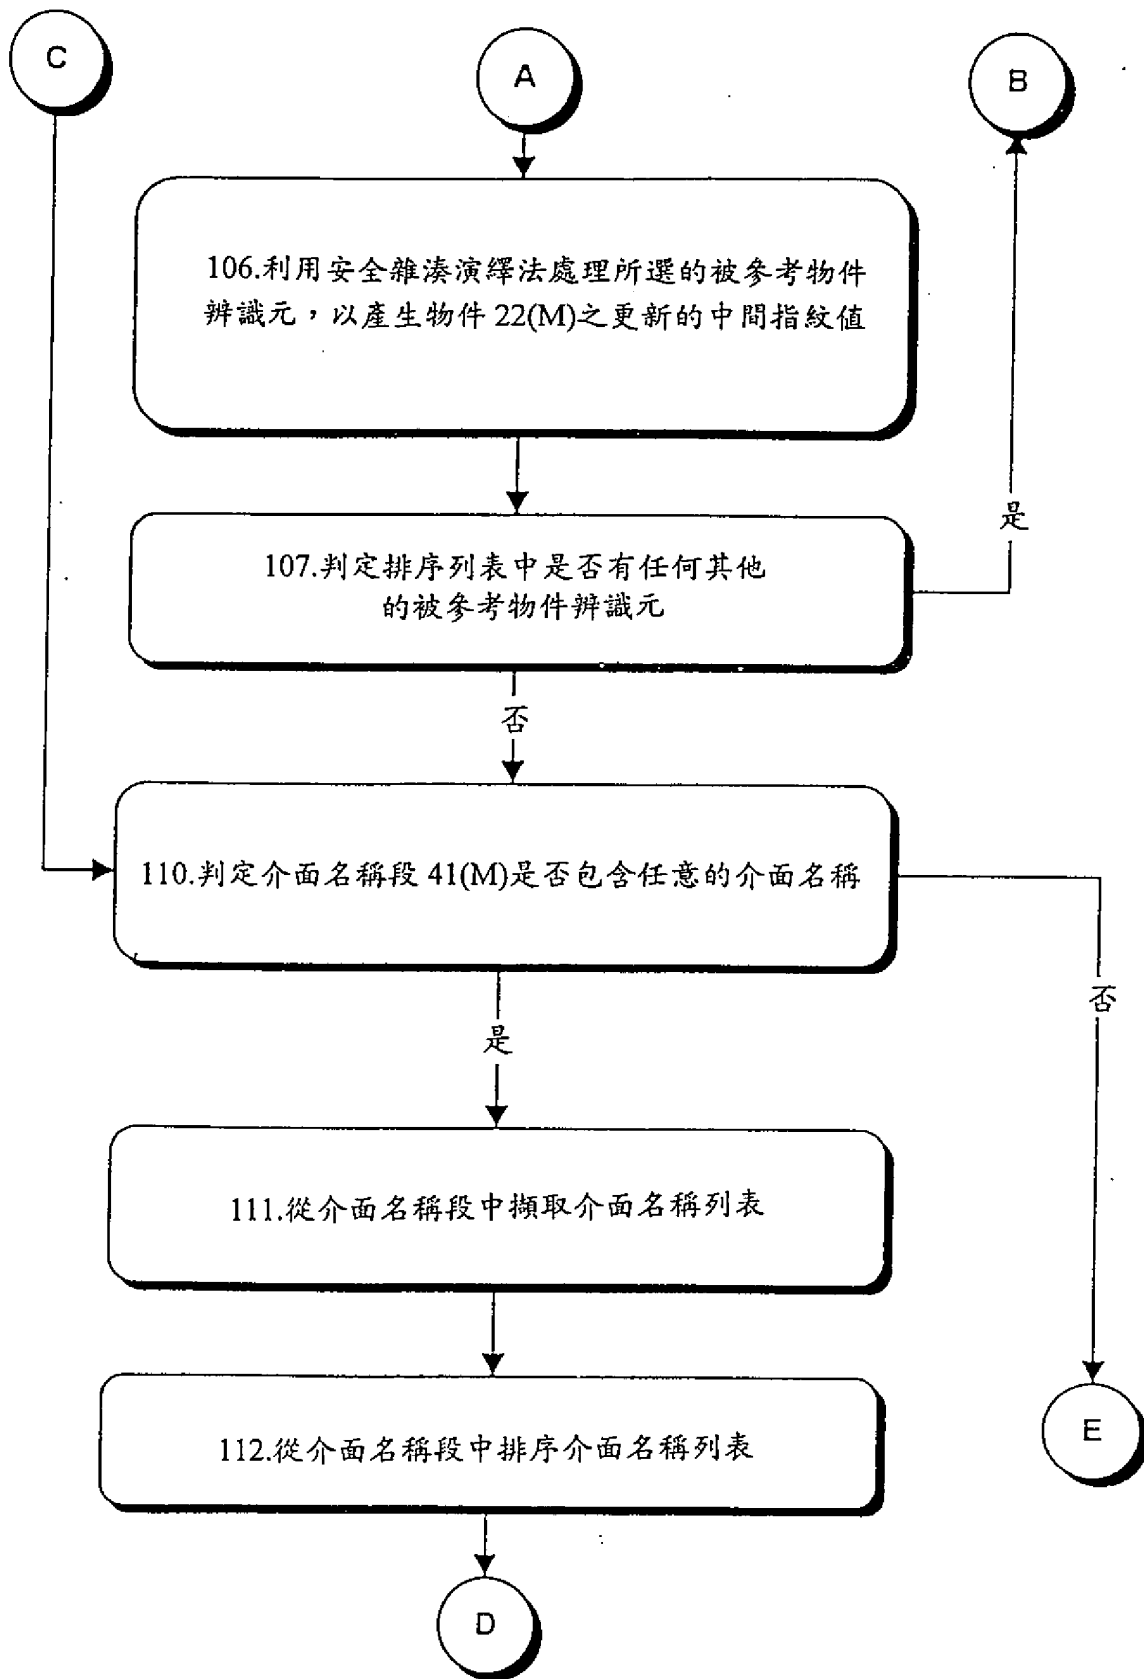 C
A
B
106.利用安全雜湊演繹法處理所選的被參考物件
辨識元，以產生物件 22(M)之更新的中間指紋值
是
107.判定排序列表中是否有任何其他
的被參考物件辨識元
否
110.判定介面名稱段 41(M)是否包含任意的介面名稱
否
是
111.從介面名稱段中擷取介面名稱列表
112.從介面名稱段中排序介面名稱列表
E
D